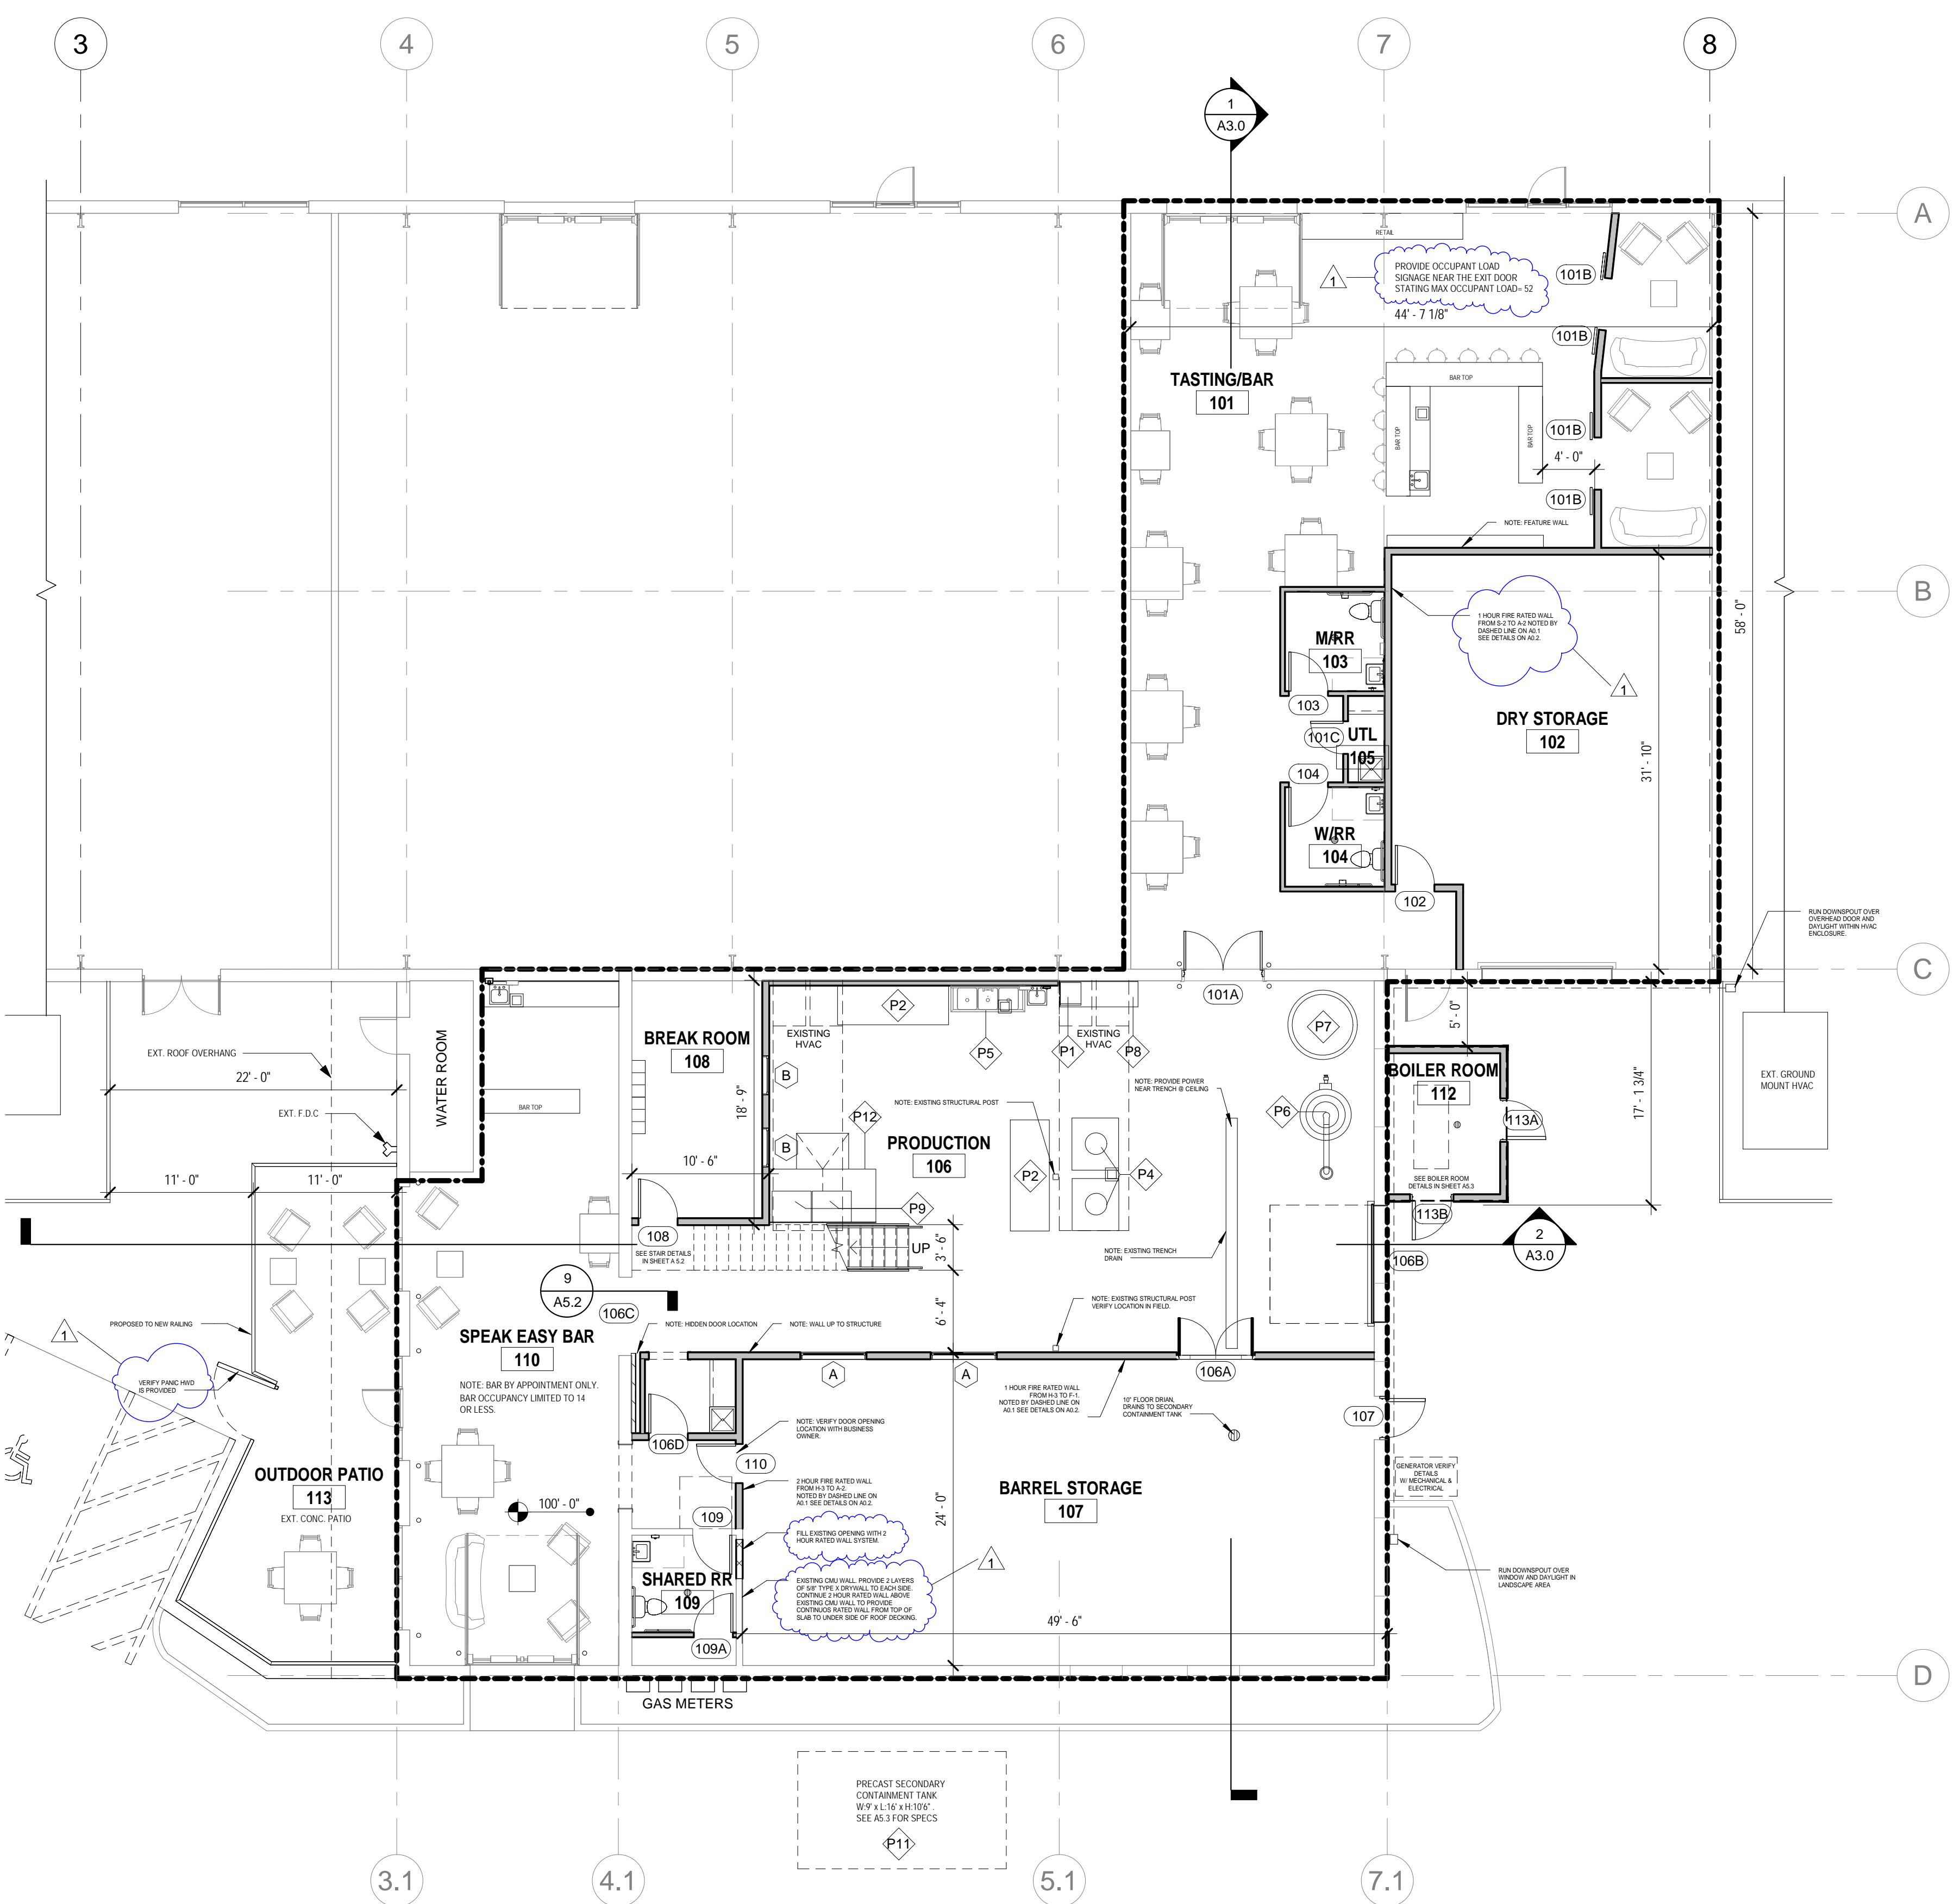 3
4
5
6
7
8
1
A3.0
A
RETAIL
PROVIDE OCCUPANT LOAD
SIGNAGE NEAR THE EXIT DOOR
STATING MAX OCCUPANT LOAD= 52
1
101B
44' - 7 1/8"
101B
TASTING/BAR
101
BAR TOP
BAR TOP
BAR TOP
101B
4' - 0"
101B
NOTE: FEATURE WALL
B
1 HOUR FIRE RATED WALL
FROM S-2 TO A-2 NOTED BY
DASHED LINE ON A0.1
SEE DETAILS ON A0.2.
1
58' - 0"
M/RR
103
103
101C
UTL
105
104
DRY STORAGE
102
31' - 10"
W/RR
104
102
RUN DOWNSPOUT OVER
OVERHEAD DOOR AND
DAYLIGHT WITHIN HVAC
ENCLOSURE.
C
101A
EXT. ROOF OVERHANG
22' - 0"
WATER ROOM
EXT. F.D.C
11' - 0"
11' - 0"
BAR TOP
BREAK ROOM
108
18' - 9"
10' - 6"
108
EXISTING
HVAC
P2
P5
P1
EXISTING
HVAC
P8
P7
B
B
P12
NOTE: EXISTING STRUCTURAL POST
NOTE: PROVIDE POWER
NEAR TRENCH @ CEILING
P6
PRODUCTION
106
P2
P4
P9
5' - 0"
BOILER ROOM
112
113A
SEE BOILER ROOM
DETAILS IN SHEET A5.3
113B
17' - 1 3/4"
EXT. GROUND
MOUNT HVAC
SEE STAIR DETAILS
IN SHEET A 5.2
UP
3' - 6"
NOTE: EXISTING TRENCH
DRAIN
106B
2
A3.0
9
A5.2
106C
6' - 4"
NOTE: EXISTING STRUCTURAL POST
VERIFY LOCATION IN FIELD.
PROPOSED TO NEW RAILING
1
VERIFY PANIC HWD
IS PROVIDED
SPEAK EASY BAR
110
NOTE: BAR BY APPOINTMENT ONLY.
BAR OCCUPANCY LIMITED TO 14
OR LESS.
NOTE: HIDDEN DOOR LOCATION
NOTE: WALL UP TO STRUCTURE
A
A
106A
1 HOUR FIRE RATED WALL
FROM H-3 TO F-1.
NOTED BY DASHED LINE ON
A0.1 SEE DETAILS ON A0.2.
10" FLOOR DRIAN,
DRAINS TO SECONDARY
CONTAINMENT TANK
107
106D
NOTE: VERIFY DOOR OPENING
LOCATION WITH BUSINESS
OWNER.
110
GENERATOR VERIFY
DETAILS
W/ MECHANICAL &
ELECTRICAL
OUTDOOR PATIO
113
EXT. CONC. PATIO
100' - 0"
2 HOUR FIRE RATED WALL
FROM H-3 TO A-2.
NOTED BY DASHED LINE ON
A0.1 SEE DETAILS ON A0.2.
109
BARREL STORAGE
107
24' - 0"
FILL EXISTING OPENING WITH 2
HOUR RATED WALL SYSTEM.
1
SHARED RR
109
EXISTING CMU WALL. PROVIDE 2 LAYERS
OF 5/8" TYPE X DRYWALL TO EACH SIDE.
CONTINUE 2 HOUR RATED WALL ABOVE
EXISTING CMU WALL TO PROVIDE
CONTINUOS RATED WALL FROM TOP OF
SLAB TO UNDER SIDE OF ROOF DECKING.
49' - 6"
109A
RUN DOWNSPOUT OVER
WINDOW AND DAYLIGHT IN
LANDSCAPE AREA
D
GAS METERS
PRECAST SECONDARY
CONTAINMENT TANK
W:9' x L:16' x H:10'6" .
SEE A5.3 FOR SPECS
P11
3.1
4.1
5.1
7.1